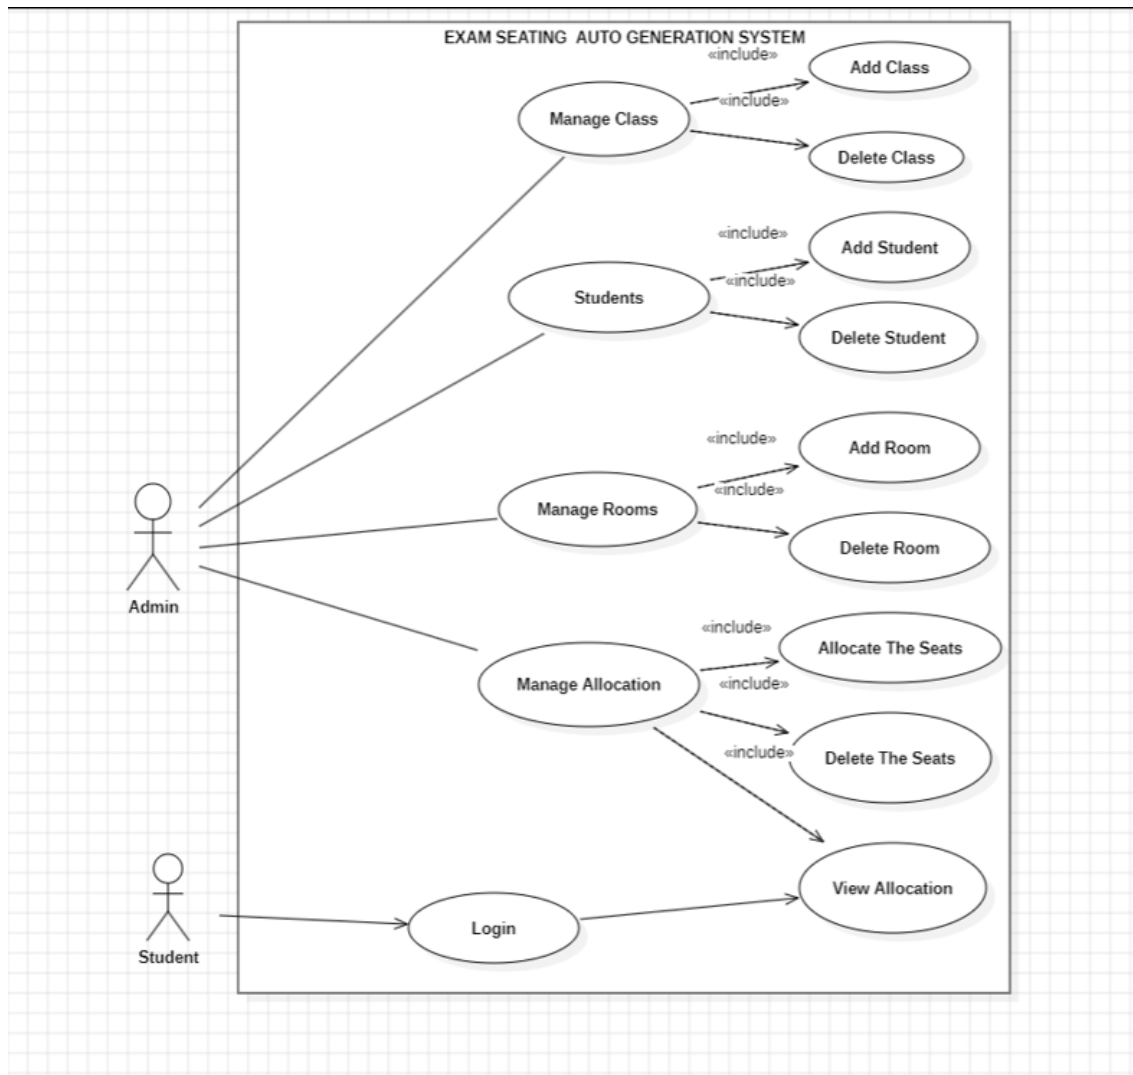 EXAM SEATING  AUTO GENERATION SYSTEM
«include»
Add Class
«include»
Manage Class
Delete Class
«include»
Add Student
«include»
Students
Delete Student
«include»
Add Room
«include»
Manage Rooms
Delete Room
Admin
«include»
Allocate The Seats
«include»
Manage Allocation
«include»
Delete The Seats
View Allocation
Login
Student